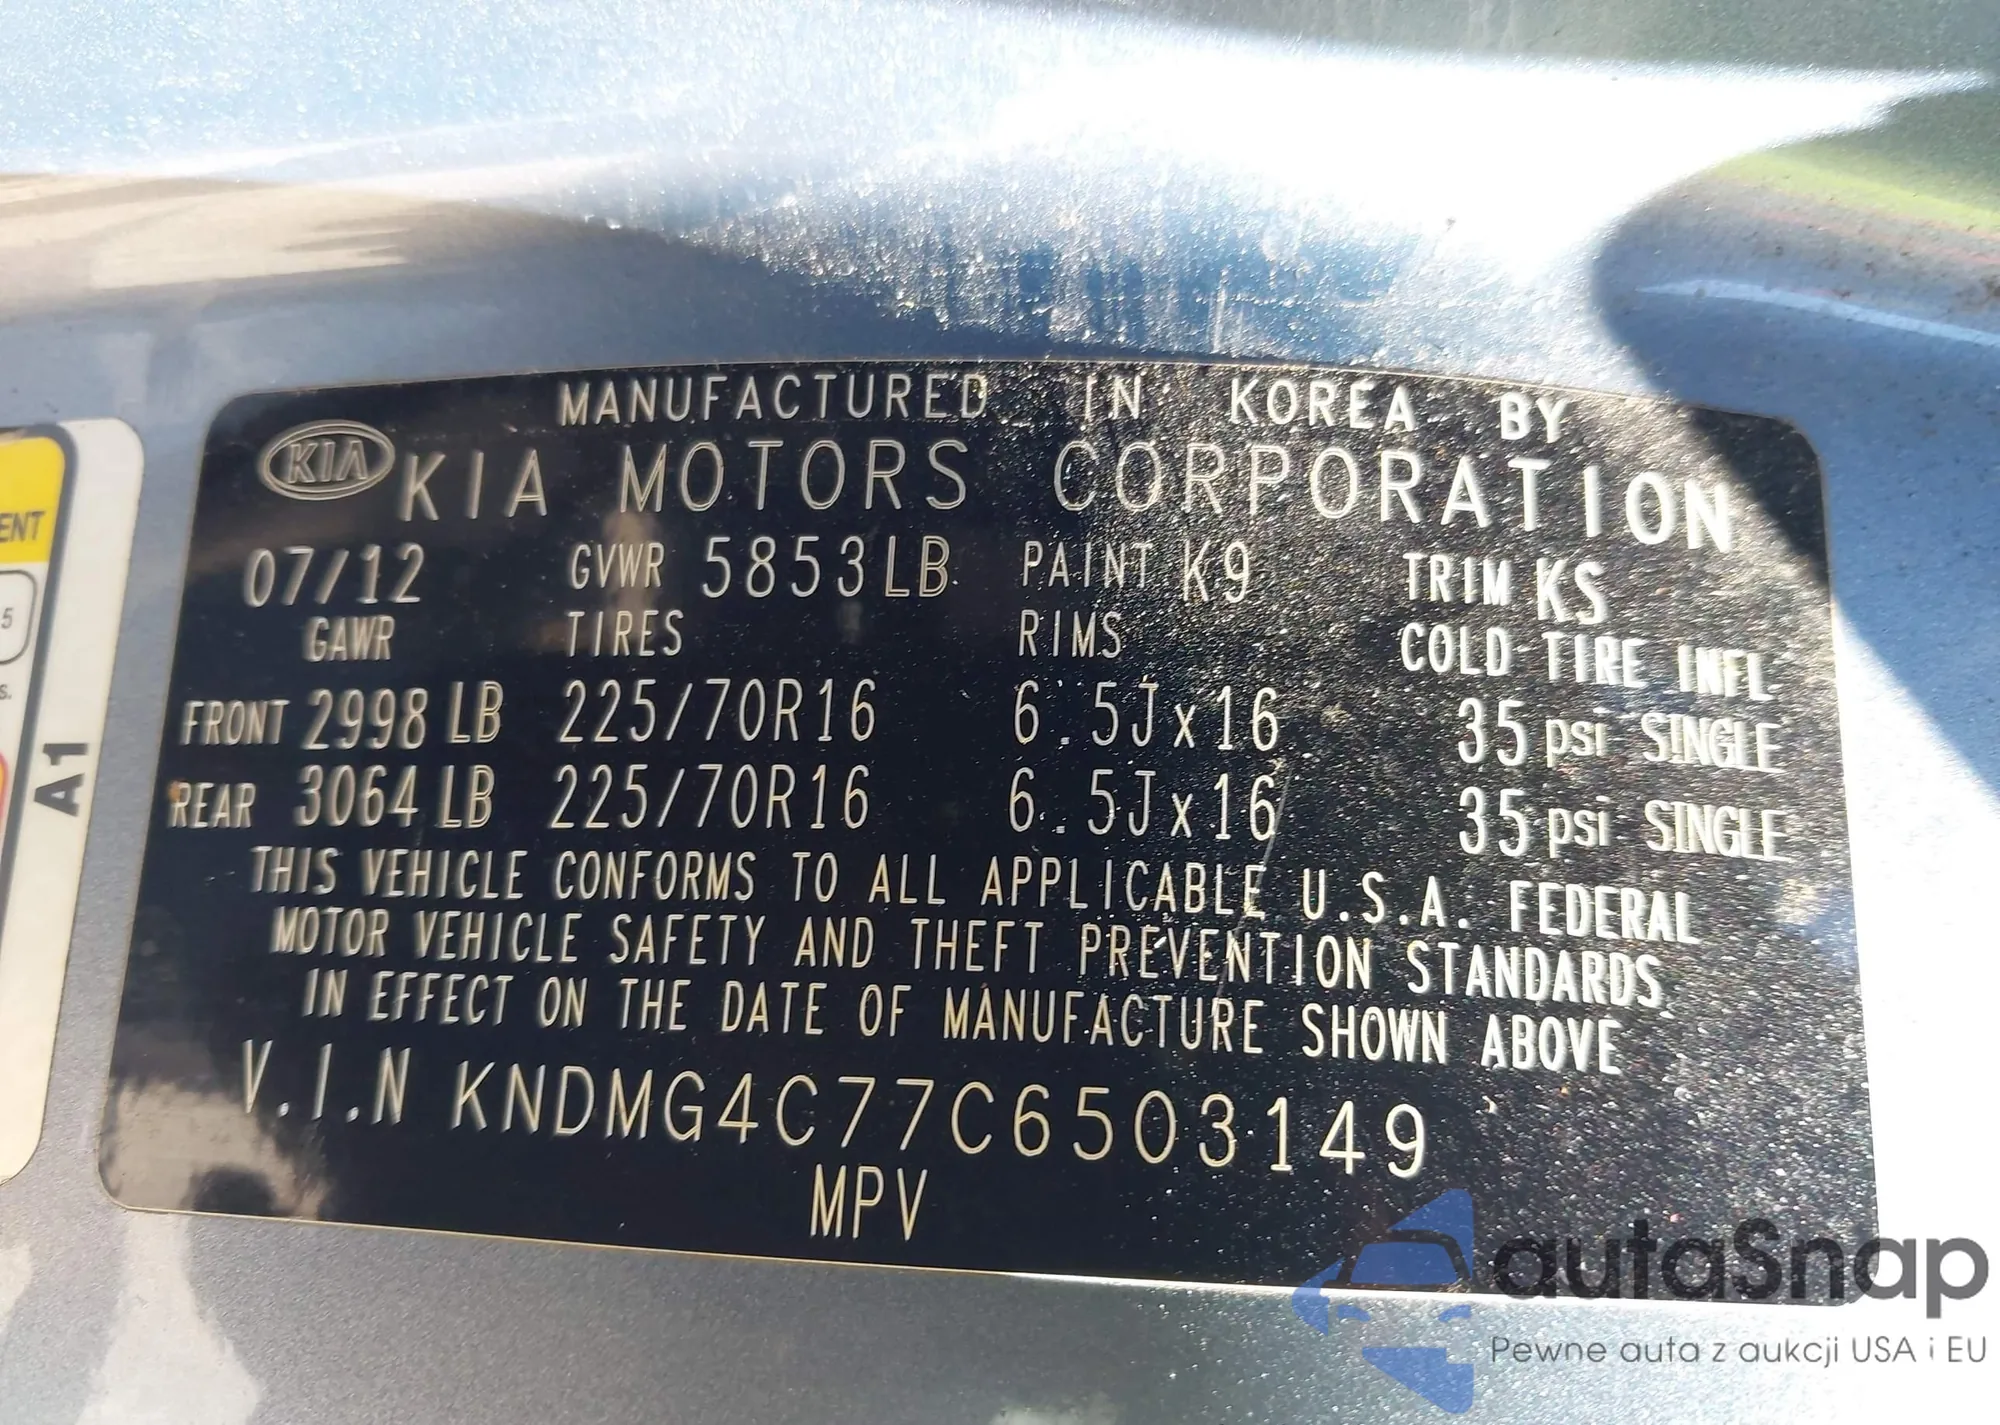 MANUFACTURED IN KOREA BY
KIA KIA MOTORS CORPORATION
07/12 GVWR 5853LB PAINT K9 TRIM KS
GAWR TIRES RIMS COLD TIRE INFL
FRONT 2998 LB 225/70R16 6.5Jx16 35 psi SINGLE
REAR 3064 LB 225/70R16 6.5Jx16 35 psi SINGLE
THIS VEHICLE CONFORMS TO ALL APPLICABLE U.S.A. FEDERAL
MOTOR VEHICLE SAFETY AND THEFT PREVENTION STANDARDS
IN EFFECT ON THE DATE OF MANUFACTURE SHOWN ABOVE
V.I.N KNDMG4C77C6503149
MPV
ENT
5
s.
A1
autaSnap
Pewne auta z aukcji USA i EU